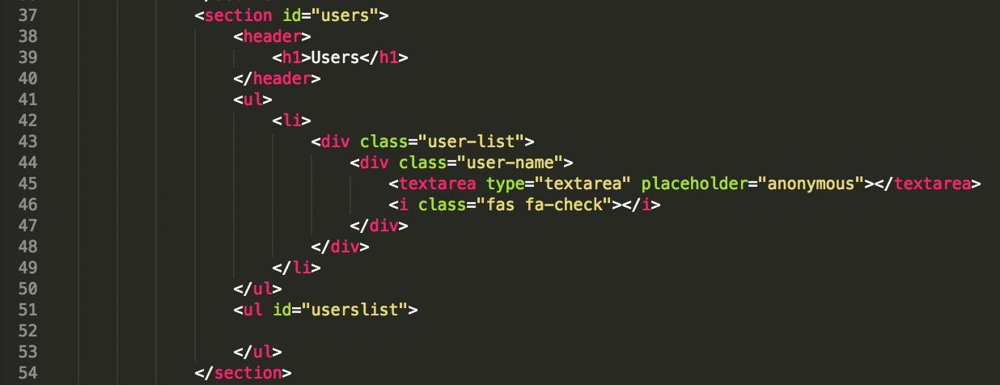 37 <section id="users">
38 <header>
39 <h1>Users</h1>
40 </header>
41 <ul>
42 <li>
43 <div class="user-list">
44 <div class="user-name">
45 <textarea type="textarea" placeholder="anonymous"></textarea>
46 <i class="fas fa-check"></i>
47 </div>
48 </div>
49 </li>
50 </ul>
51 <ul id="userslist">
52
53 </ul>
54 </section>